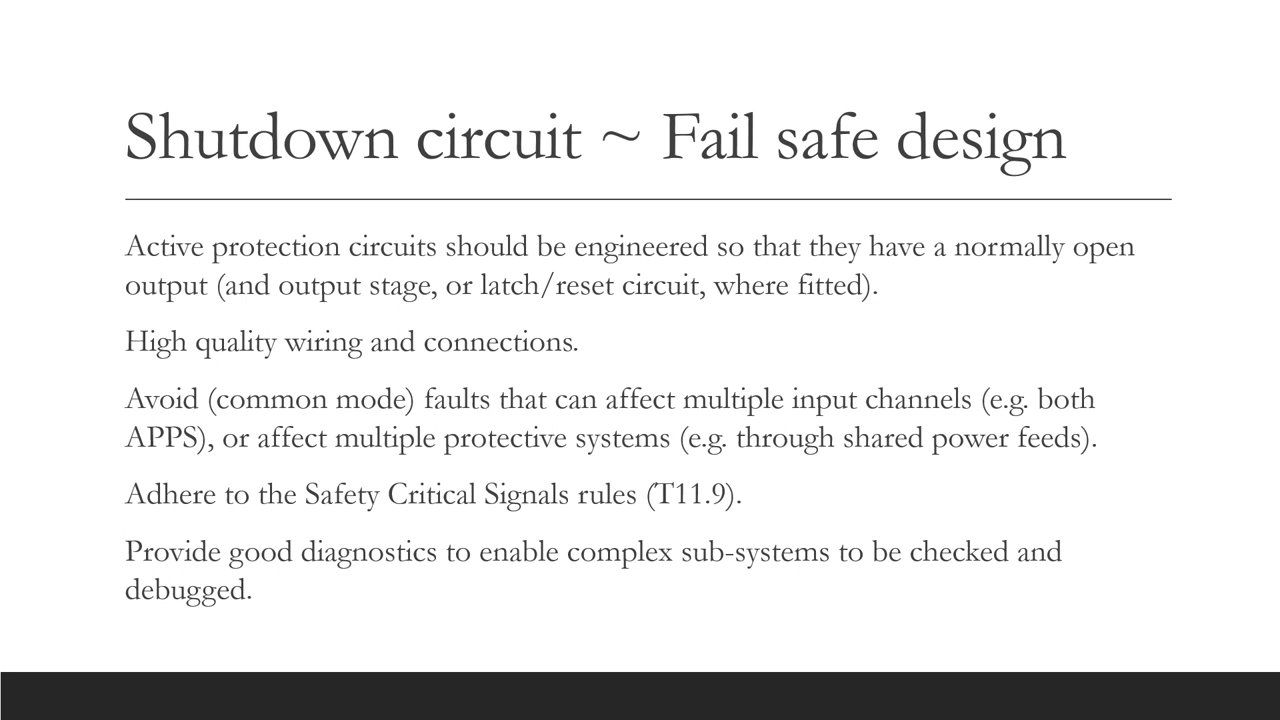 Shutdown circuit ~ Fail safe design
Active protection circuits should be engineered so that they have a normally open
output (and output stage, or latch/reset circuit, where fitted).
High quality wiring and connections.
Avoid (common mode) faults that can affect multiple input channels (e.g. both
APPS), or affect multiple protective systems (e.g. through shared power feeds).
Adhere to the Safety Critical Signals rules (T11.9).
Provide good diagnostics to enable complex sub-systems to be checked and
debugged.